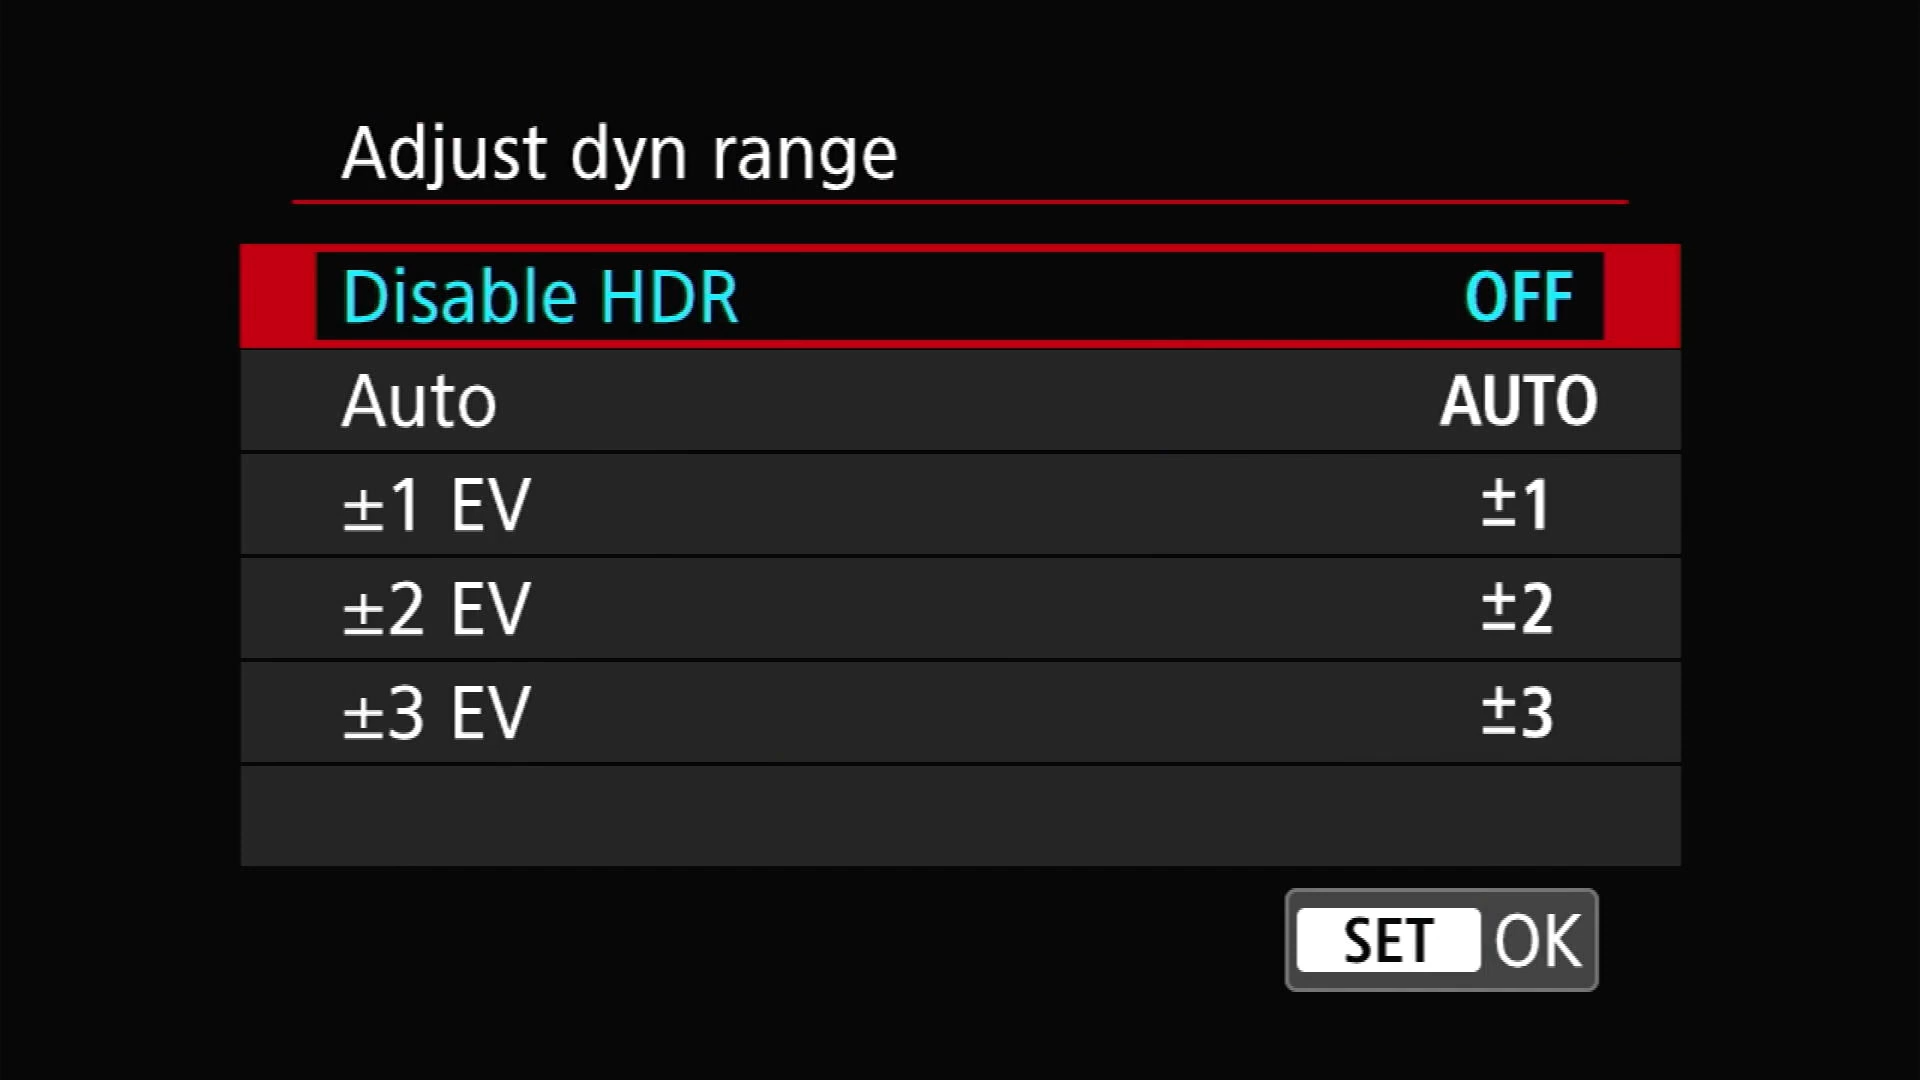 Adjust dyn range
Disable HDR OFF
Auto AUTO
±1 EV ±1
±2 EV ±2
±3 EV ±3
SET OK